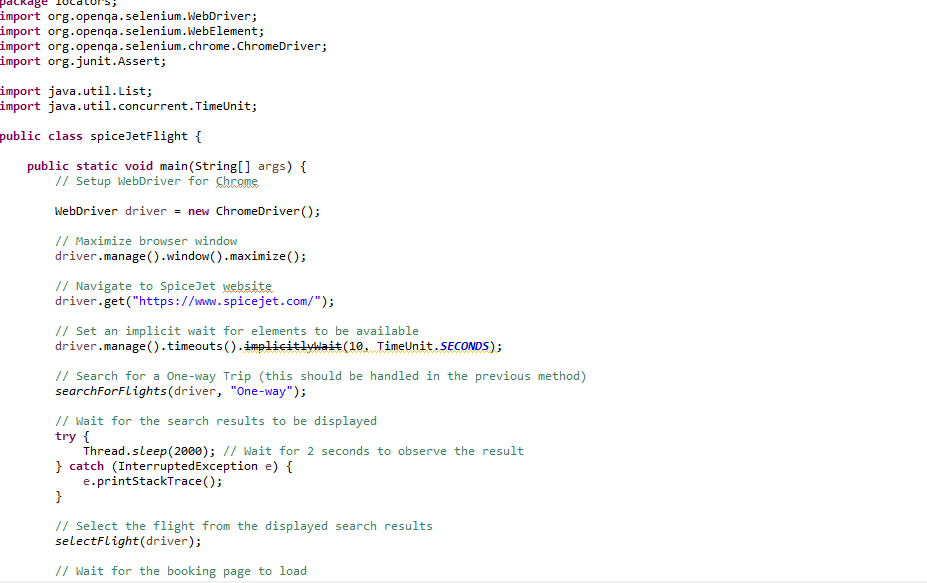 package locators;
import org.openqa.selenium.WebDriver;
import org.openqa.selenium.WebElement;
import org.openqa.selenium.chrome.ChromeDriver;
import org.junit.Assert;
import java.util.List;
import java.util.concurrent.TimeUnit;
public class spiceJetFlight {
public static void main(String[] args) {
// Setup WebDriver for Chrome
WebDriver driver = new ChromeDriver();
// Maximize browser window
driver.manage().window().maximize();
// Navigate to SpiceJet website
driver.get("https://www.spicejet.com/");
// Set an implicit wait for elements to be available
driver.manage().timeouts().implicitlyWait(10, TimeUnit.SECONDS);
// Search for a One-way Trip (this should be handled in the previous method)
searchForFlights(driver, "One-way");
// Wait for the search results to be displayed
try {
Thread.sleep(2000); // Wait for 2 seconds to observe the result
} catch (InterruptedException e) {
e.printStackTrace();
}
// Select the flight from the displayed search results
selectFlight(driver);
// Wait for the booking page to load